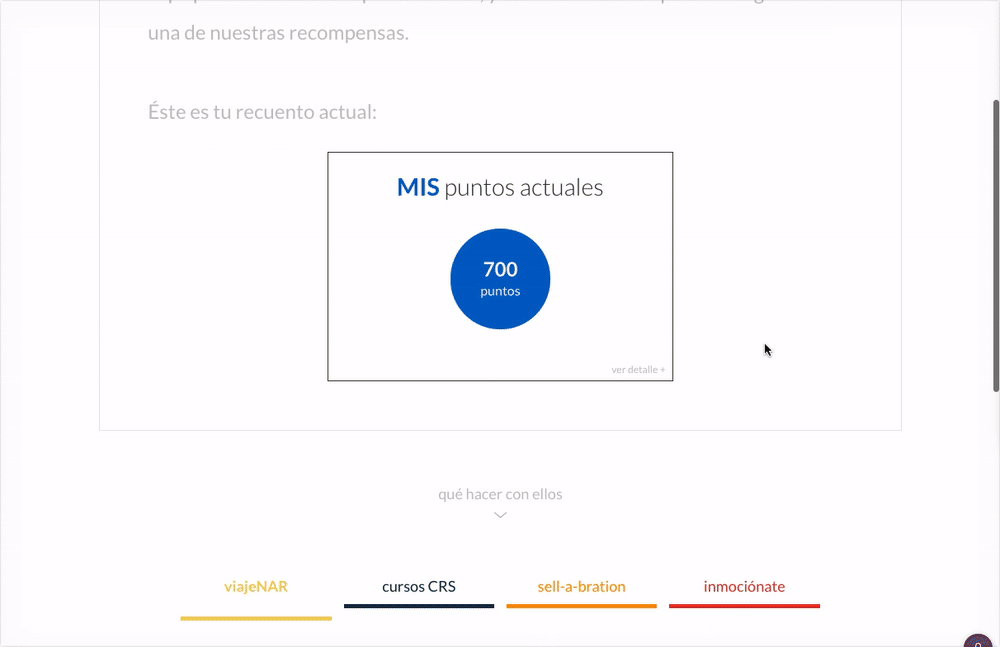 una de nuestras recompensas.
Éste es tu recuento actual:
MIS puntos actuales
700
puntos
ver detalle +
qué hacer con ellos
viajeNAR
cursos CRS
sell-a-bration
inmociónate